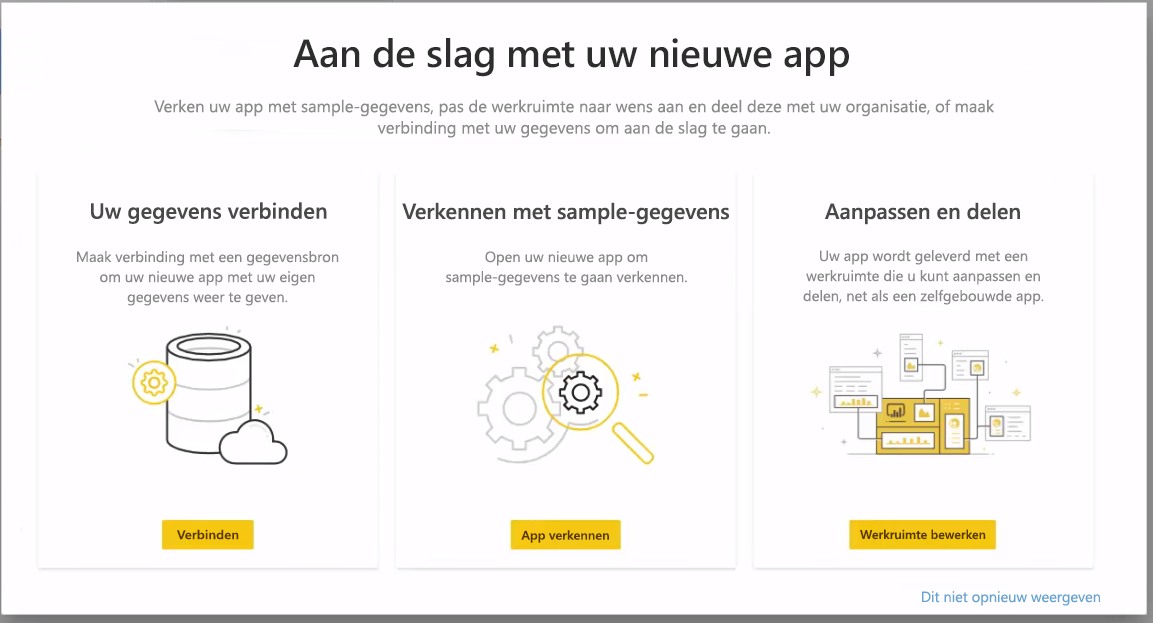 Aan de slag met uw nieuwe app
Verken uw app met sample-gegevens, pas de werkruimte naar wens aan en deel deze met uw organisatie, of maak
verbinding met uw gegevens om aan de slag te gaan.
Uw gegevens verbinden
Maak verbinding met een gegevensbron
om uw nieuwe app met uw eigen
gegevens weer te geven.
Verbinden
Verkennen met sample-gegevens
Open uw nieuwe app om
sample-gegevens te gaan verkennen.
App verkennen
Aanpassen en delen
Uw app wordt geleverd met een
werkruimte die u kunt aanpassen en
delen, net als een zelfgebouwde app.
Werkruimte bewerken
Dit niet opnieuw weergeven